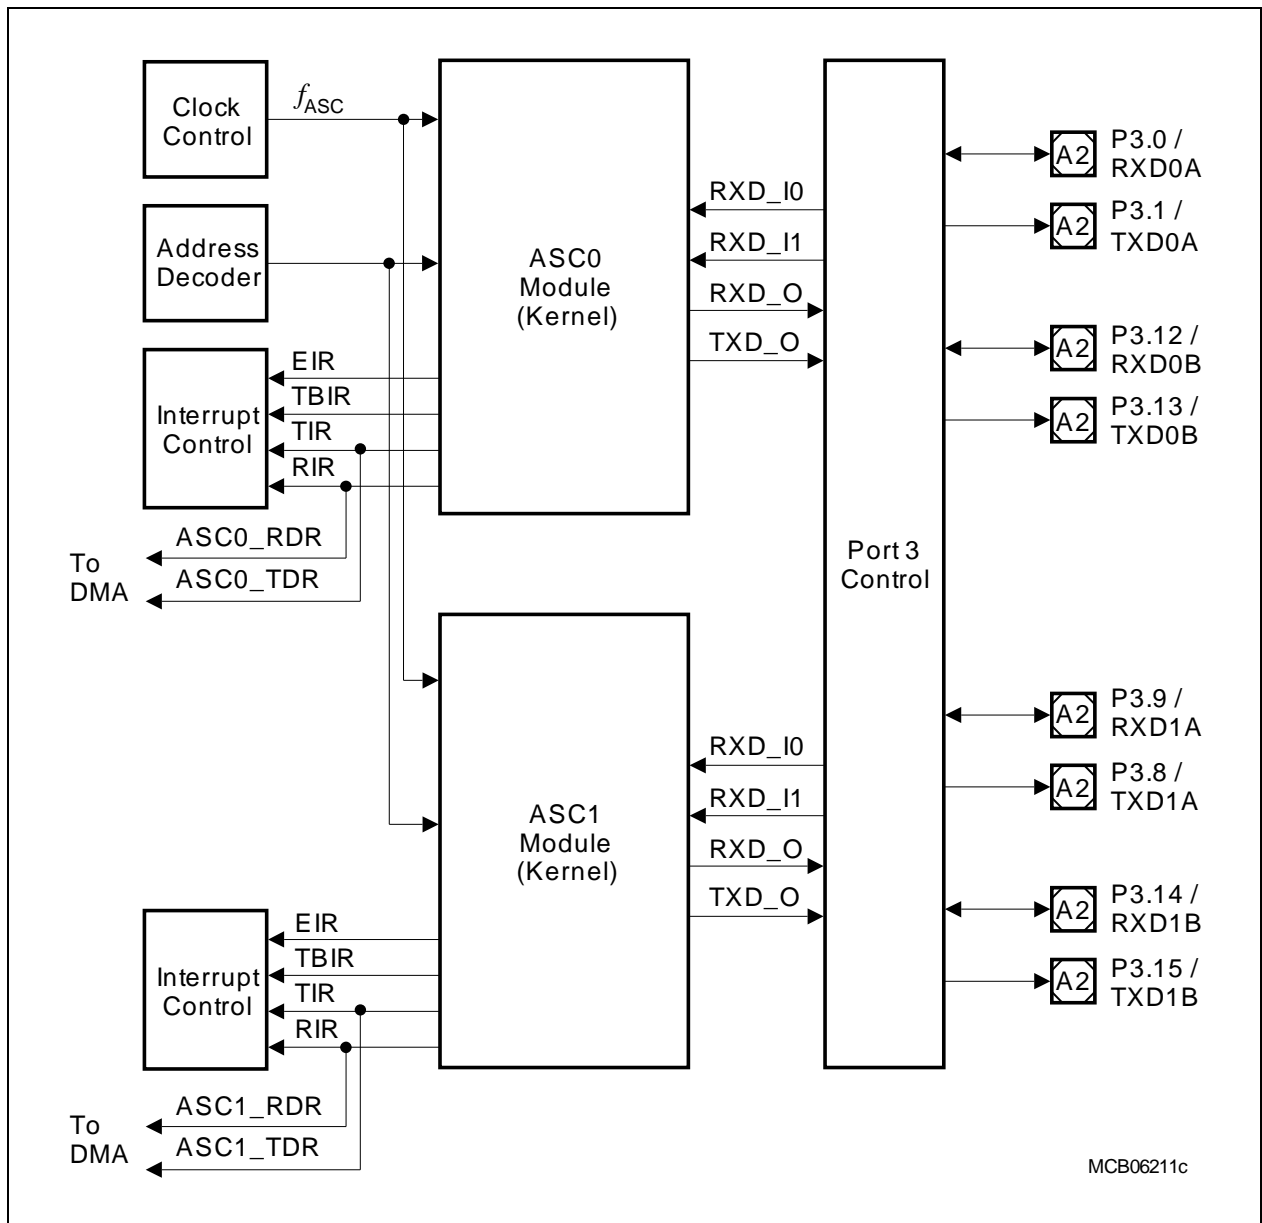 Clock
Control
fASC
Address
Decoder
Interrupt
Control
EIR
TBIR
TIR
RIR
To
DMA
ASC0_RDR
ASC0_TDR
ASC0
Module
(Kernel)
RXD_I0
RXD_I1
RXD_O
TXD_O
Port 3
Control
A2
P3.0 /
RXD0A
A2
P3.1 /
TXD0A
A2
P3.12 /
RXD0B
A2
P3.13 /
TXD0B
ASC1
Module
(Kernel)
RXD_I0
RXD_I1
RXD_O
TXD_O
A2
P3.9 /
RXD1A
A2
P3.8 /
TXD1A
A2
P3.14 /
RXD1B
A2
P3.15 /
TXD1B
Interrupt
Control
EIR
TBIR
TIR
RIR
To
DMA
ASC1_RDR
ASC1_TDR
MCB06211c